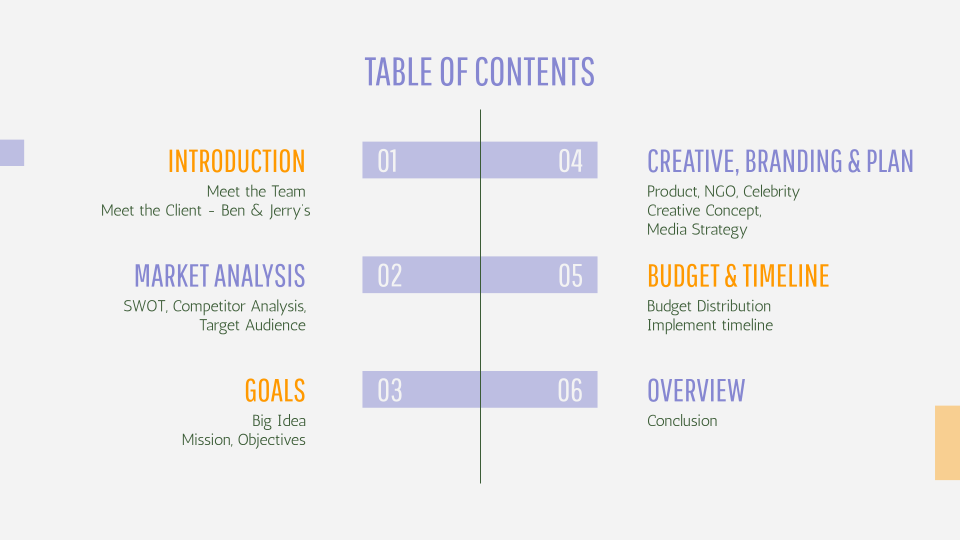 TABLE OF CONTENTS
01
INTRODUCTION
Meet the Team
Meet the Client - Ben & Jerry's
02
MARKET ANALYSIS
SWOT, Competitor Analysis,
Target Audience
03
GOALS
Big Idea
Mission, Objectives
04
CREATIVE, BRANDING & PLAN
Product, NGO, Celebrity
Creative Concept,
Media Strategy
05
BUDGET & TIMELINE
Budget Distribution
Implement timeline
06
OVERVIEW
Conclusion